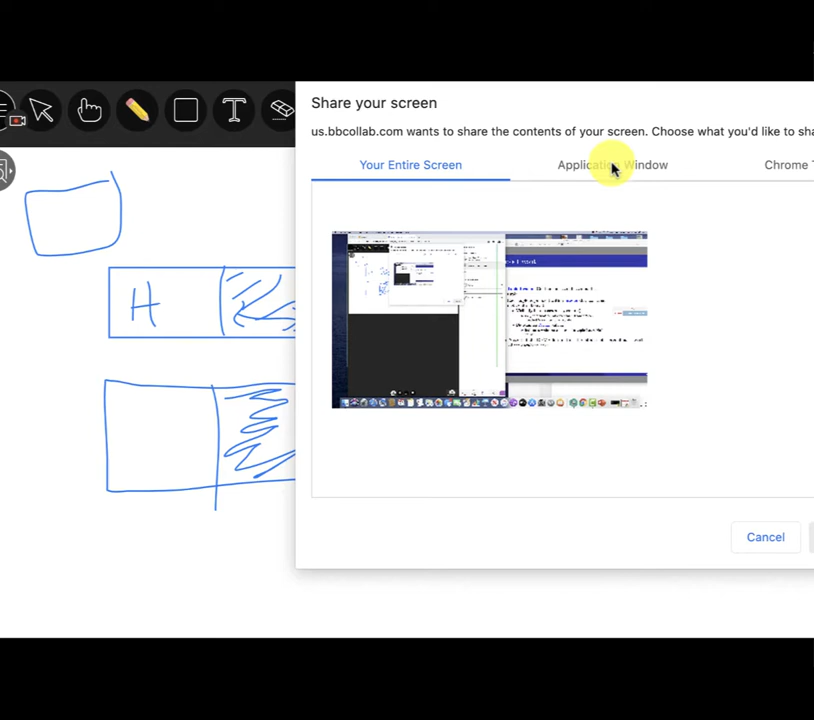 Share your screen
us.bbcollab.com wants to share the contents of your screen. Choose what you'd like to sha
Your Entire Screen
Application Window
Chrome T
H
Cancel